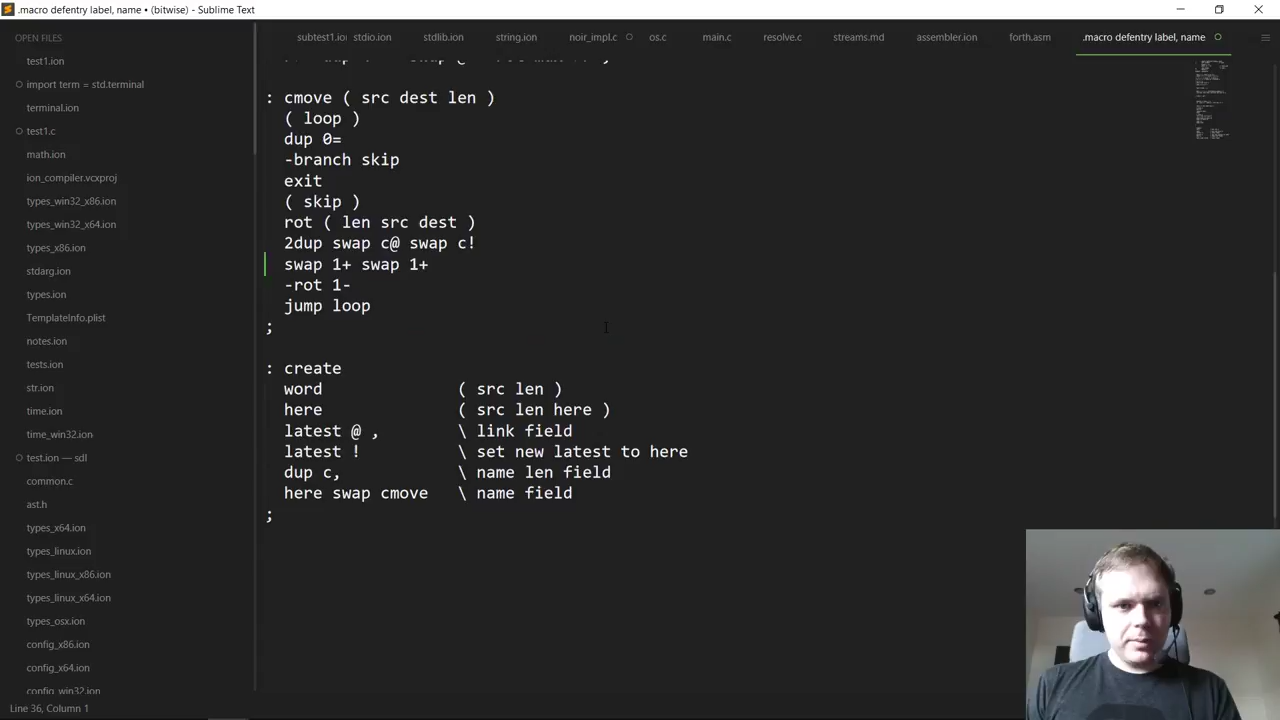 .macro defentry label, name • (bitwise) - Sublime Text
OPEN FILES
test1.ion
import term = std.terminal
terminal.ion
test1.c
math.ion
ion_compiler.vcxproj
types_win32_x86.ion
types_win32_x64.ion
types_x86.ion
stdarg.ion
types.ion
TemplateInfo.plist
notes.ion
tests.ion
str.ion
time.ion
time_win32.ion
test.ion — sdl
common.c
ast.h
types_x64.ion
types_linux.ion
types_linux_x86.ion
types_linux_x64.ion
types_osx.ion
config_x86.ion
config_x64.ion
config_win32.ion
subtest1.io stdio.ion stdlib.ion string.ion noir_impl.c os.c main.c resolve.c streams.md assembler.ion forth.asm .macro defentry label, name
: cmove ( src dest len )
( loop )
dup 0=
-branch skip
exit
( skip )
rot ( len src dest )
2dup swap c@ swap c!
swap 1+ swap 1+
-rot 1-
jump loop
;
: create
word ( src len )
here ( src len here )
latest @ , \ link field
latest ! \ set new latest to here
dup c, \ name len field
here swap cmove \ name field
;
Line 36, Column 1